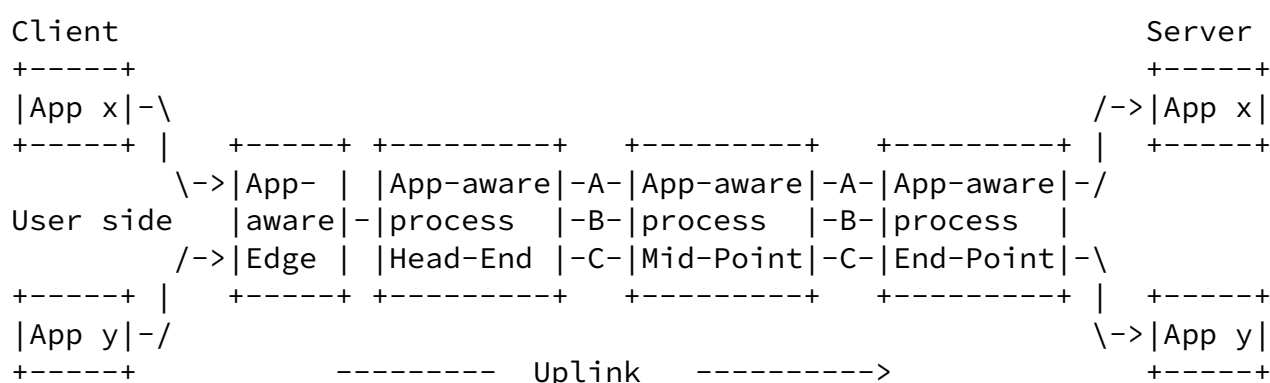 Client                                                           Server
+-----+                                                         +-----+
|App x|-\                                                    /->|App x|
+-----+ |   +-----+ +---------+   +---------+   +---------+ |   +-----+
         \->|App- | |App-aware|-A-|App-aware|-A-|App-aware|-/
User side   |aware|-|process  |-B-|process  |-B-|process  |
         /->|Edge | |Head-End |-C-|Mid-Point|-C-|End-Point|-\
+-----+ |   +-----+ +---------+   +---------+   +---------+ |   +-----+
|App y|-/                                                    \->|App y|
+-----+           --------- Uplink   ---------->                +-----+